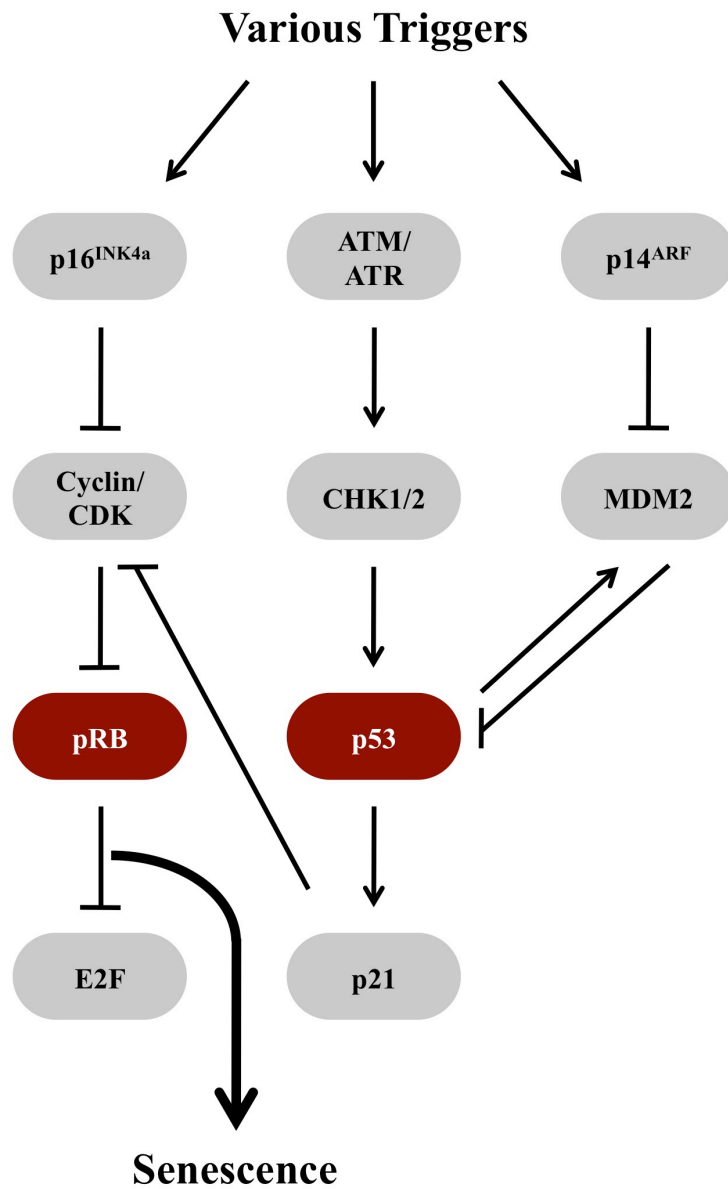 Various Triggers
p16INK4a
ATM/
ATR
p14ARF
Cyclin/
CDK
CHK1/2
MDM2
pRB
p53
E2F
p21
Senescence